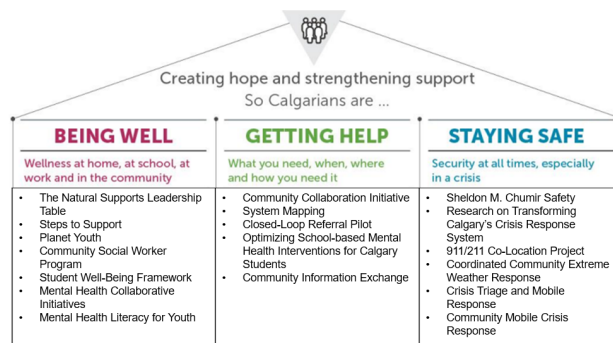 Creating hope and strengthening support
So Calgarians are ...
BEING WELL
Wellness at home, at school, at
work and in the community
• The Natural Supports Leadership
Table
• Steps to Support
• Planet Youth
• Community Social Worker
Program
• Student Well-Being Framework
• Mental Health Collaborative
Initiatives
• Mental Health Literacy for Youth
GETTING HELP
What you need, when, where
and how you need it
• Community Collaboration Initiative
• System Mapping
• Closed-Loop Referral Pilot
• Optimizing School-based Mental
Health Interventions for Calgary
Students
• Community Information Exchange
STAYING SAFE
Security at all times, especially
in a crisis
• Sheldon M. Chumir Safety
• Research on Transforming
Calgary's Crisis Response
System
• 911/211 Co-Location Project
• Coordinated Community Extreme
Weather Response
• Crisis Triage and Mobile
Response
• Community Mobile Crisis
Response